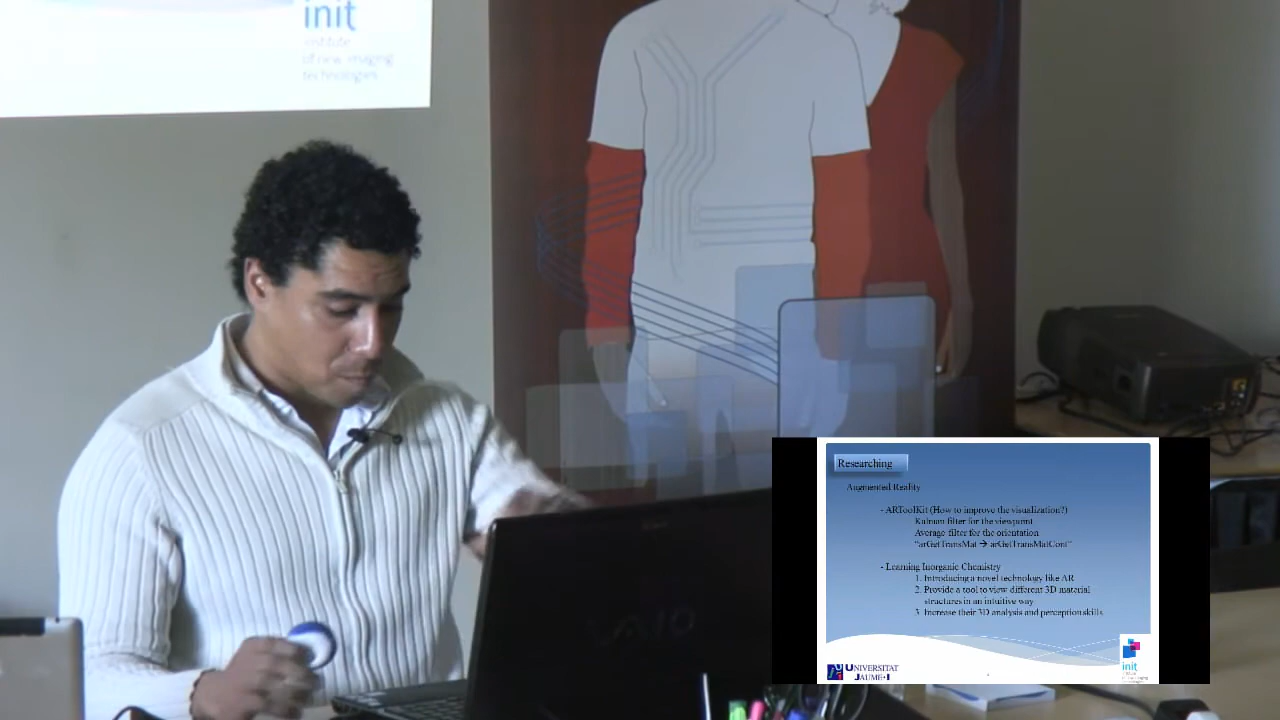 init
institute
of new imaging
technologies
VAIO
Researching
Augmented Reality
- ARToolKit (How to improve the visualization?)
Kalman filter for the viewpoint
Average filter for the orientation
"arGetTransMat → arGetTransMatCont"
- Learning Inorganic Chemistry
1. Introducing a novel technology like AR
2. Provide a tool to view different 3D material
structures in an intuitive way
3. Increase their 3D analysis and perception skills
UNIVERSITAT
JAUME·I
init